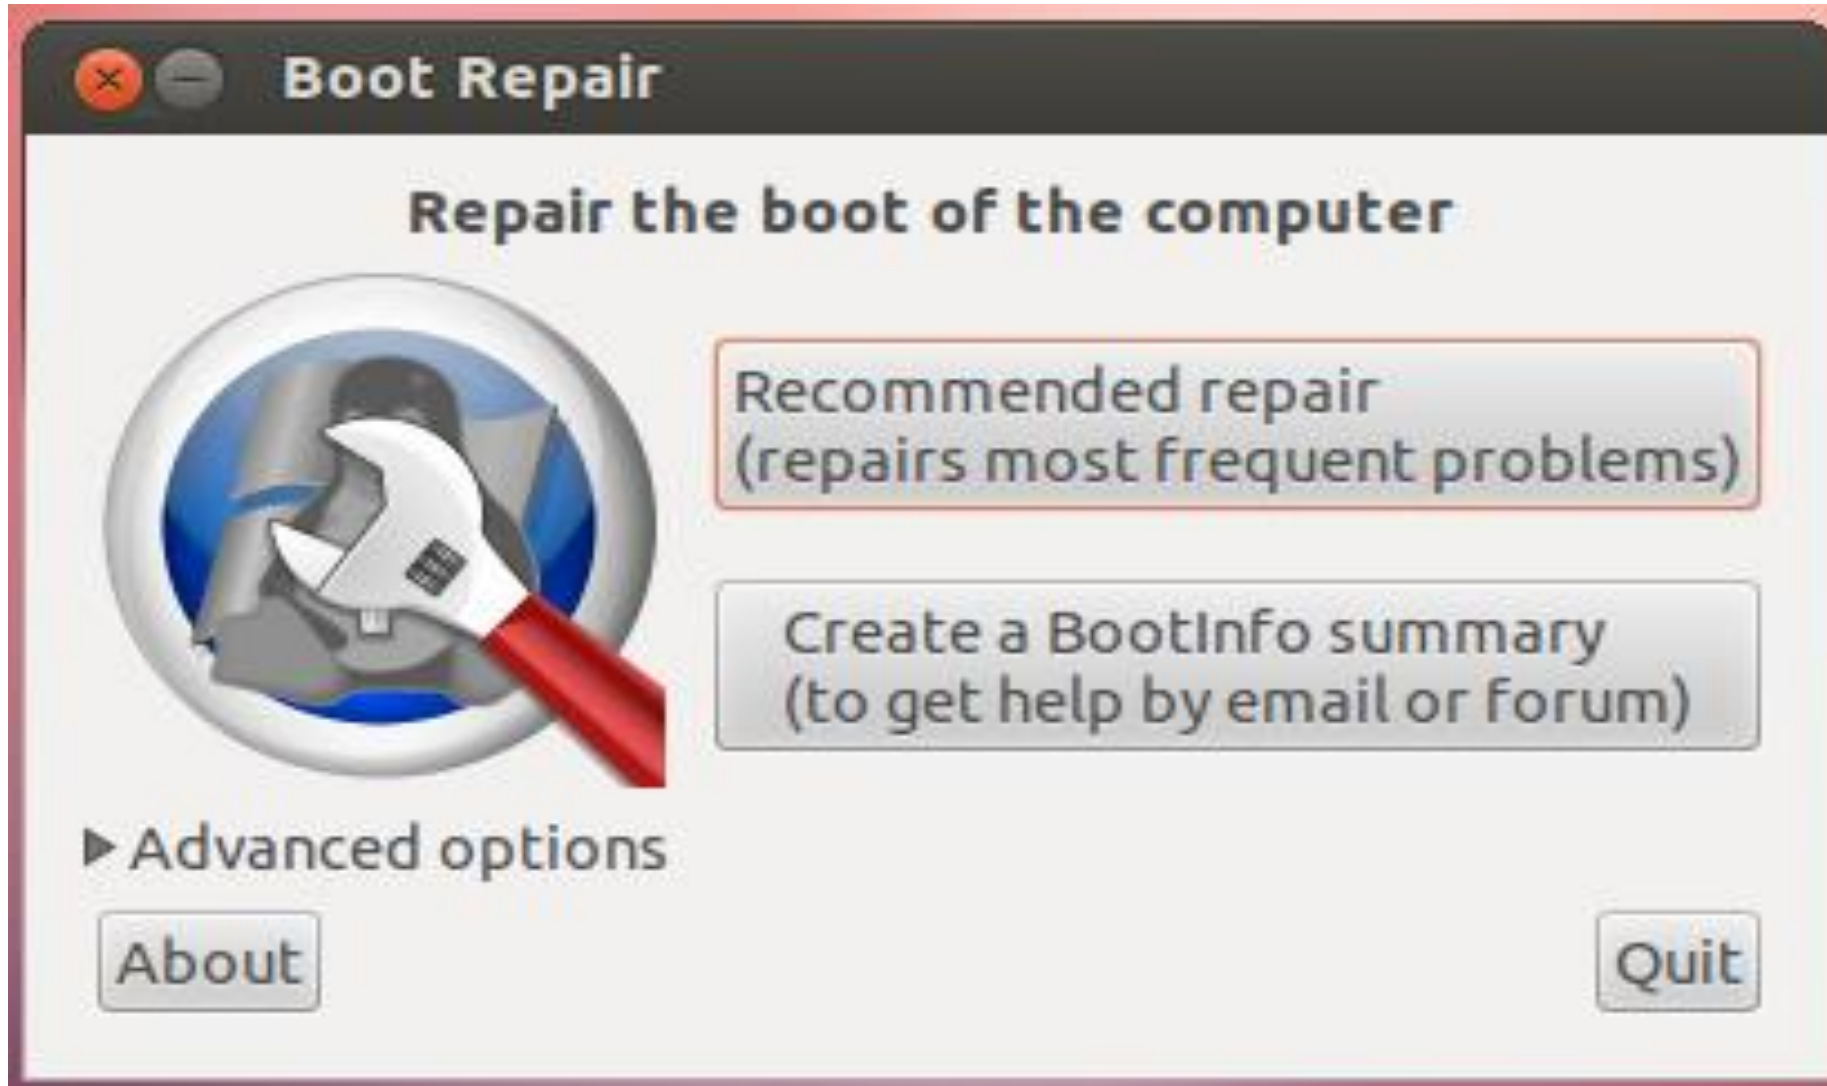 Boot Repair
Repair the boot of the computer
Recommended repair
(repairs most frequent problems)
Create a BootInfo summary
(to get help by email or forum)
Advanced options
About
Quit